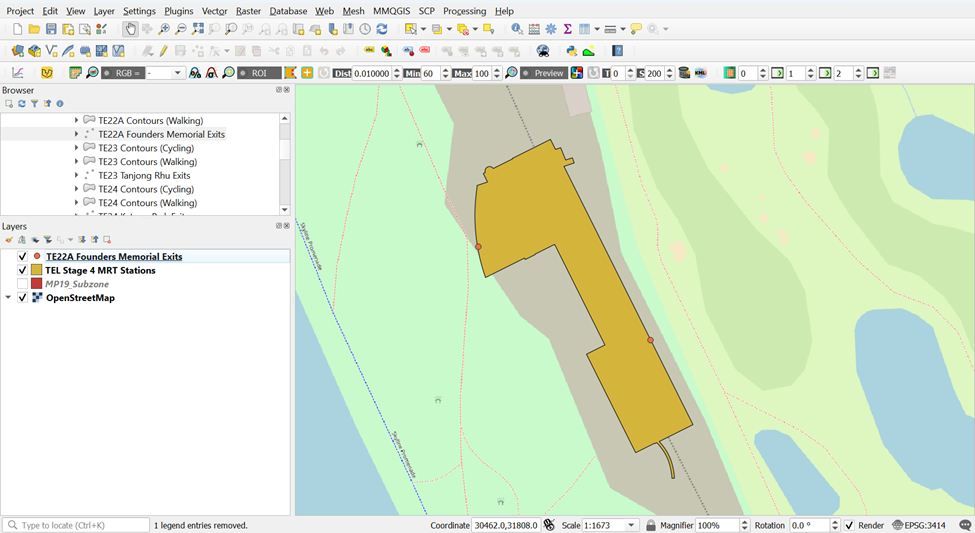 Project Edit View Layer Settings Plugins Vector Raster Database Web Mesh MMQGIS SCP Processing Help
RGB = - ROI Dist 0.010000 Min 60 Max 100 Preview T 0 S 200 KML 0 1 2
Browser
TE22A Contours (Walking)
TE22A Founders Memorial Exits
TE23 Contours (Cycling)
TE23 Contours (Walking)
TE23 Tanjong Rhu Exits
TE24 Contours (Cycling)
TE24 Contours (Walking)
Layers
TE22A Founders Memorial Exits
TEL Stage 4 MRT Stations
MP19_Subzone
OpenStreetMap
Skyline Promenade
Skyline Promenade
Type to locate (Ctrl+K) 1 legend entries removed. Coordinate 30462.0,31808.0 Scale 1:1673 Magnifier 100% Rotation 0.0 ° Render EPSG:3414